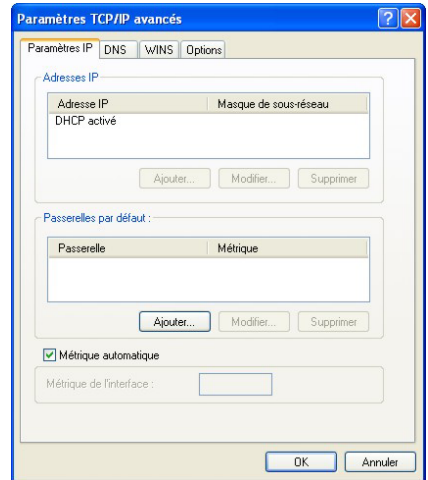 Paramètres TCP/IP avancés
Paramètres IP DNS WINS Options
Adresses IP
Adresse IP Masque de sous-réseau
DHCP activé
Ajouter... Modifier... Supprimer
Passerelles par défaut :
Passerelle Métrique
Ajouter... Modifier... Supprimer
Métrique automatique
Métrique de l'interface :
OK Annuler